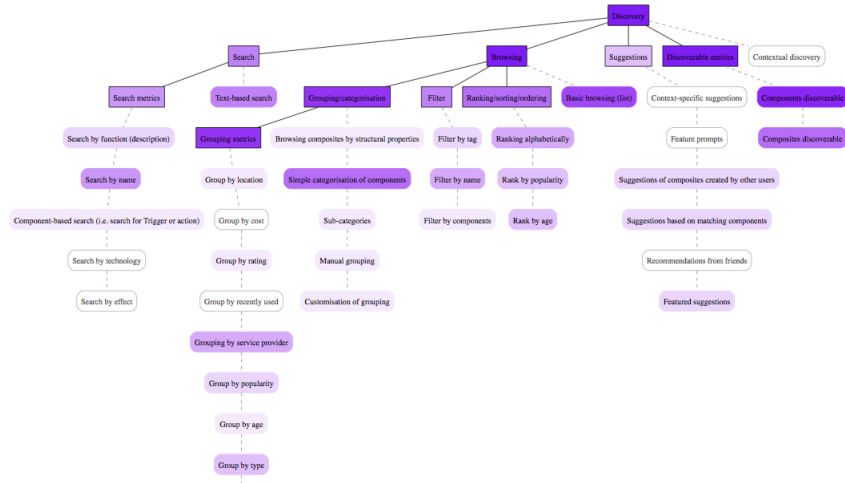 Discovery
Search
Browsing
Suggestions
Discoverable entities
Contextual discovery
Search metrics
Text-based search
Grouping/categorisation
Filter
Ranking/sorting/ordering
Basic browsing (list)
Context-specific suggestions
Components discoverable
Search by function (description)
Grouping metrics
Browsing composites by structural properties
Filter by tag
Ranking alphabetically
Feature prompts
Composites discoverable
Search by name
Group by location
Simple categorisation of components
Filter by name
Rank by popularity
Suggestions of composites created by other users
Component-based search (i.e. search for Trigger or action)
Group by cost
Sub-categories
Filter by components
Rank by age
Suggestions based on matching components
Search by technology
Group by rating
Manual grouping
Recommendations from friends
Search by effect
Group by recently used
Customisation of grouping
Featured suggestions
Grouping by service provider
Group by popularity
Group by age
Group by type